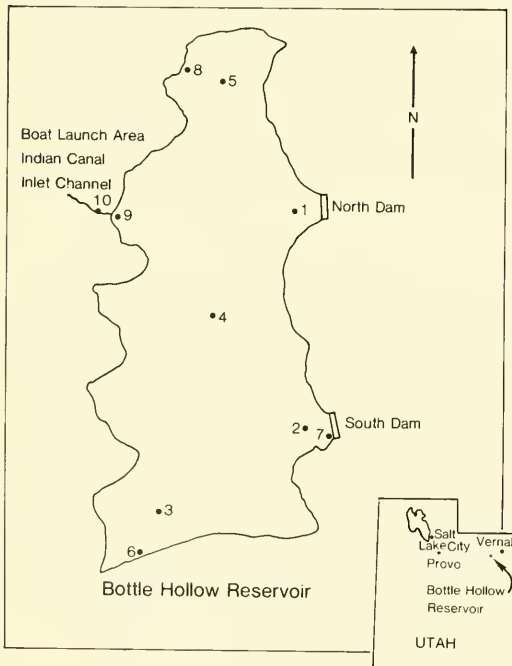 8
5
N
Boat Launch Area
Indian Canal
Inlet Channel
10
9
1
North Dam
4
South Dam
2
7
3
6
Bottle Hollow Reservoir
Salt
Lake City
Vernal
Provo
Bottle Hollow
Reservoir
UTAH